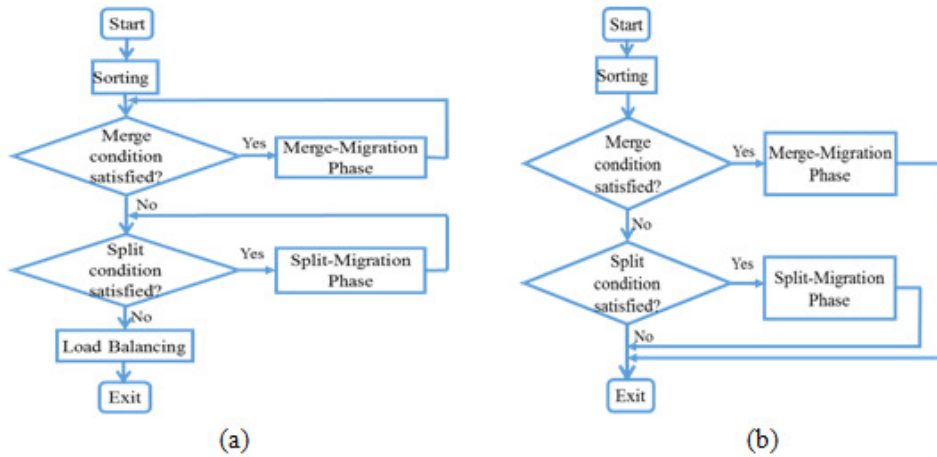 Start
Sorting
Merge
condition
satisfied?
Yes
Merge-Migration
Phase
No
Split
condition
satisfied?
Yes
Split-Migration
Phase
No
Load Balancing
Exit
(a)
Start
Sorting
Merge
condition
satisfied?
Yes
Merge-Migration
Phase
No
Split
condition
satisfied?
Yes
Split-Migration
Phase
No
Exit
(b)